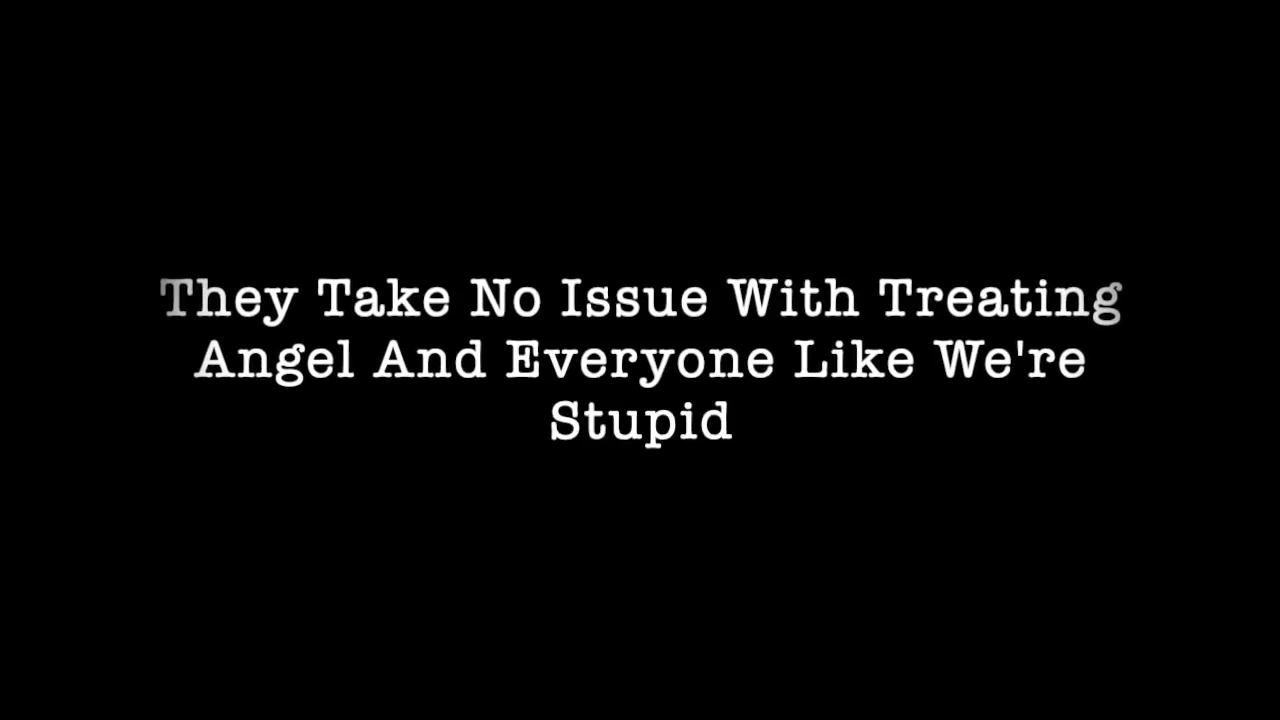 They Take No Issue With Treating
Angel And Everyone Like We're
Stupid